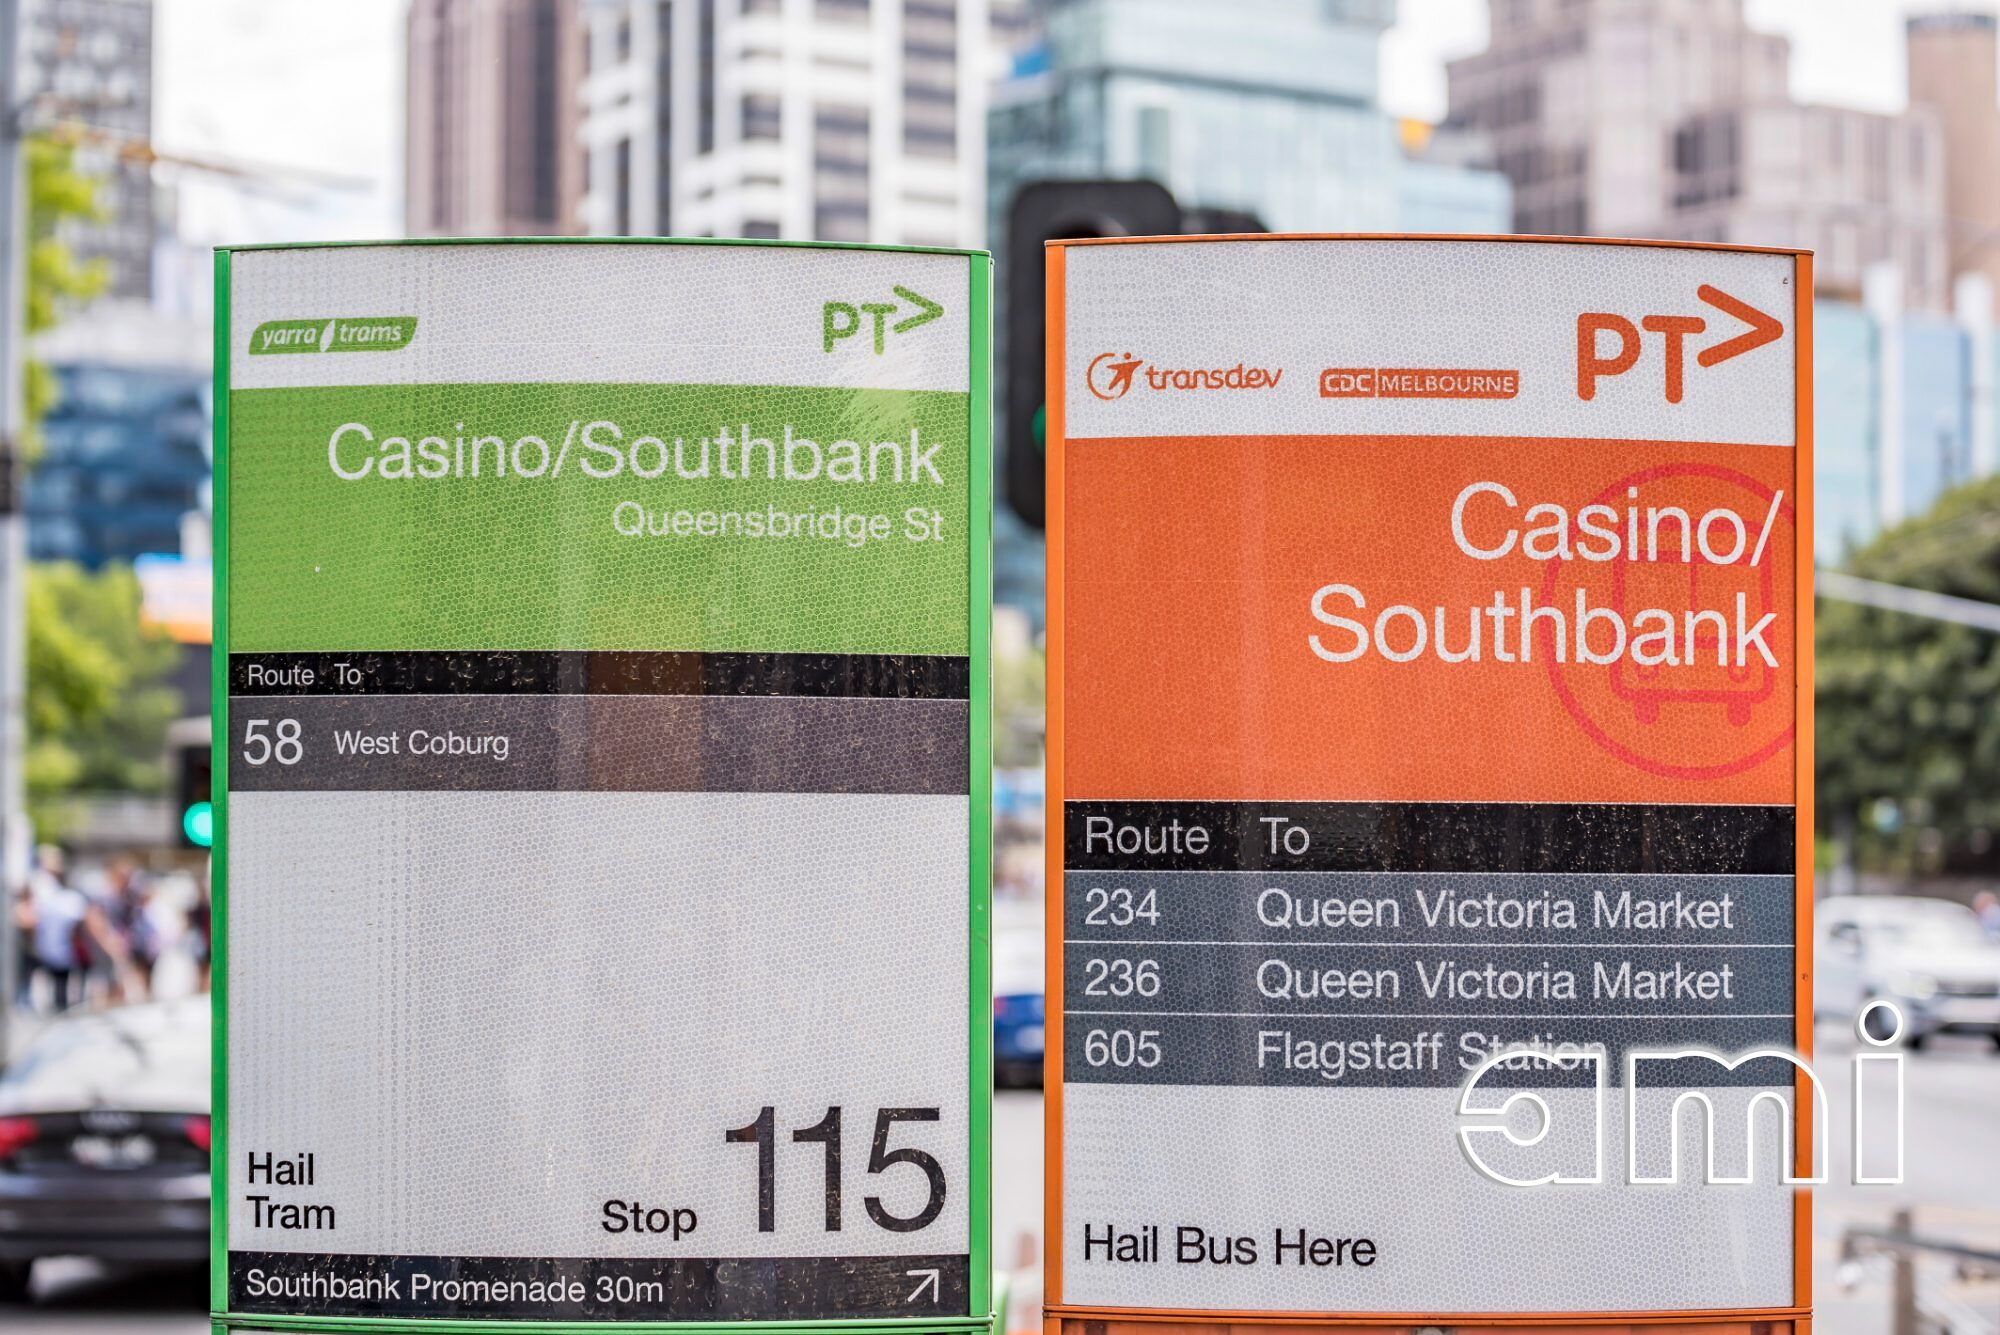 yarra trams
PT>
Casino/Southbank
Queensbridge St
Route To
58 West Coburg
Hail
Tram
Stop 115
Southbank Promenade 30m
transdev
CDC MELBOURNE
PT>
Casino/
Southbank
Route To
234 Queen Victoria Market
236 Queen Victoria Market
605 Flagstaff Station
Hail Bus Here
ami